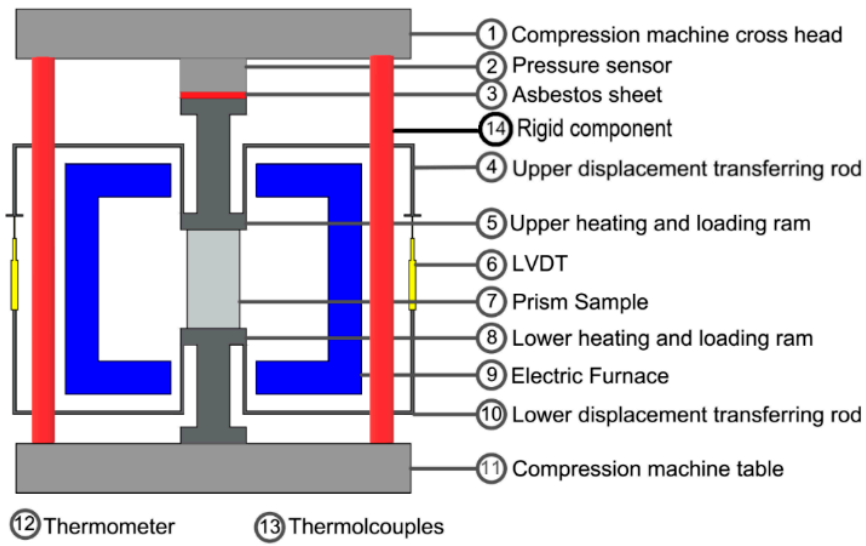 1 Compression machine cross head
2 Pressure sensor
3 Asbestos sheet
14 Rigid component
4 Upper displacement transferring rod
5 Upper heating and loading ram
6 LVDT
7 Prism Sample
8 Lower heating and loading ram
9 Electric Furnace
10 Lower displacement transferring rod
11 Compression machine table
12 Thermometer 13 Thermolcouples